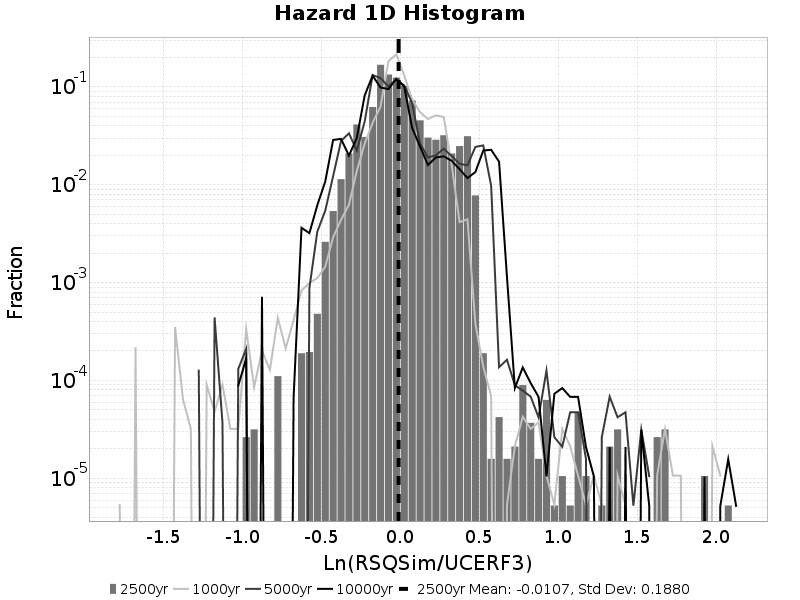 Hazard 1D Histogram
Fraction
10-1
10-2
10-3
10-4
10-5
-1.5 -1.0 -0.5 0.0 0.5 1.0 1.5 2.0
Ln(RSQSim/UCERF3)
2500yr 1000yr 5000yr 10000yr 2500yr Mean: -0.0107, Std Dev: 0.1880